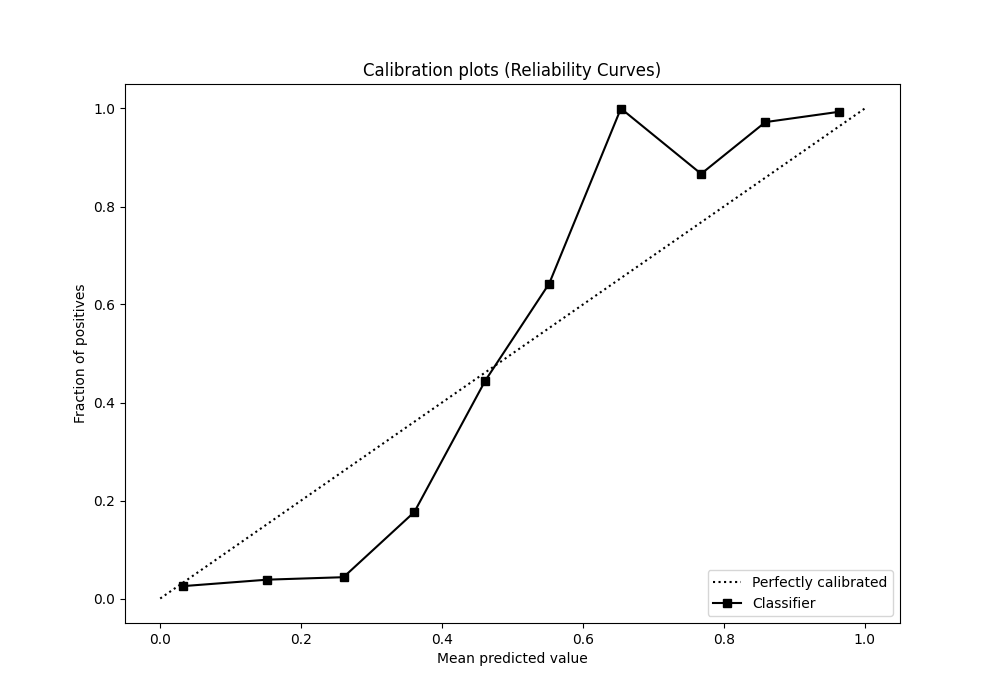 Calibration plots (Reliability Curves)
1.0
0.8
0.6
0.4
0.2
0.0
Fraction of positives
0.0 0.2 0.4 0.6 0.8 1.0
Mean predicted value
Perfectly calibrated
Classifier